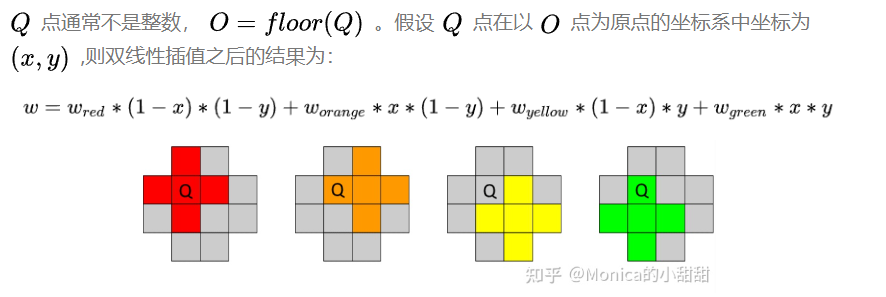 Q 点通常不是整数， O = floor(Q) 。假设 Q 点在以 O 点为原点的坐标系中坐标为
(x, y) ,则双线性插值之后的结果为：
w = w_{red} * (1 − x) * (1 − y) + w_{orange} * x * (1 − y) + w_{yellow} * (1 − x) * y + w_{green} * x * y
Q Q Q Q
知乎 @Monica的小甜甜